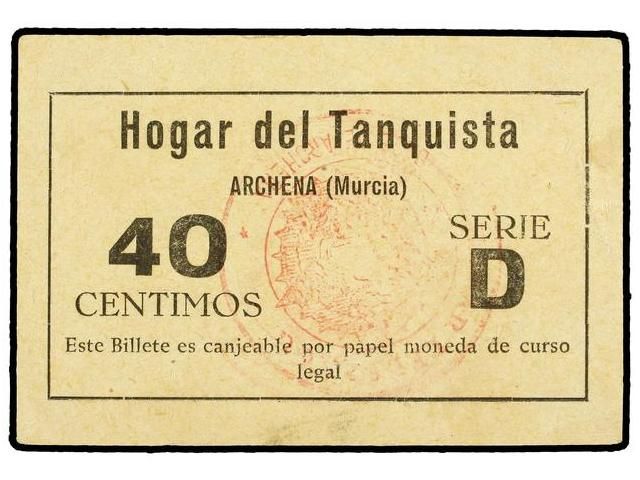 Hogar del Tanquista
ARCHENA (Murcia)
40
CENTIMOS
SERIE
D
Este Billete es canjeable por papel moneda de curso
legal